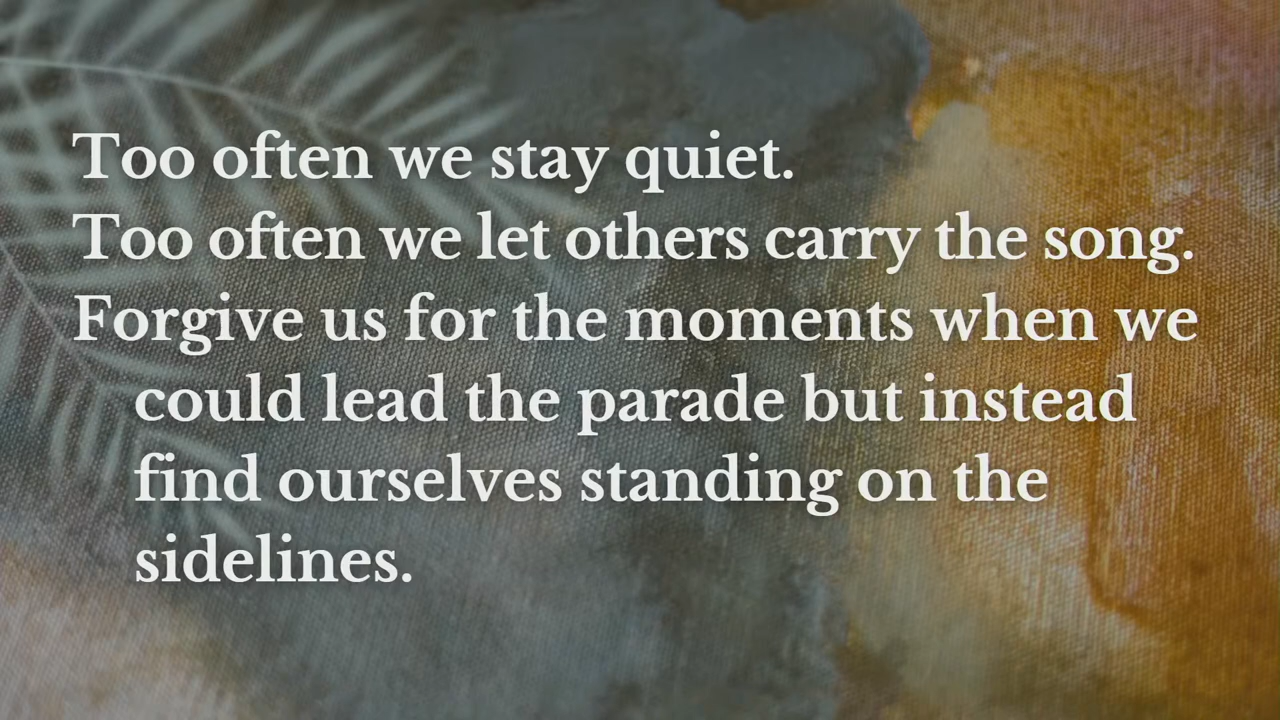 Too often we stay quiet.
Too often we let others carry the song.
Forgive us for the moments when we
could lead the parade but instead
find ourselves standing on the
sidelines.